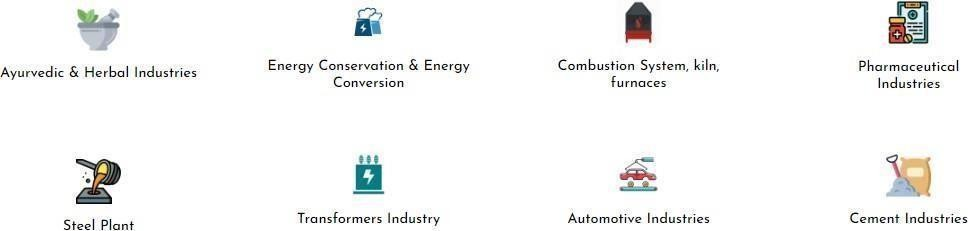 Ayurvedic & Herbal Industries
Energy Conservation & Energy
Conversion
Combustion System, kiln,
furnaces
Pharmaceutical
Industries
Steel Plant
Transformers Industry
Automotive Industries
Cement Industries